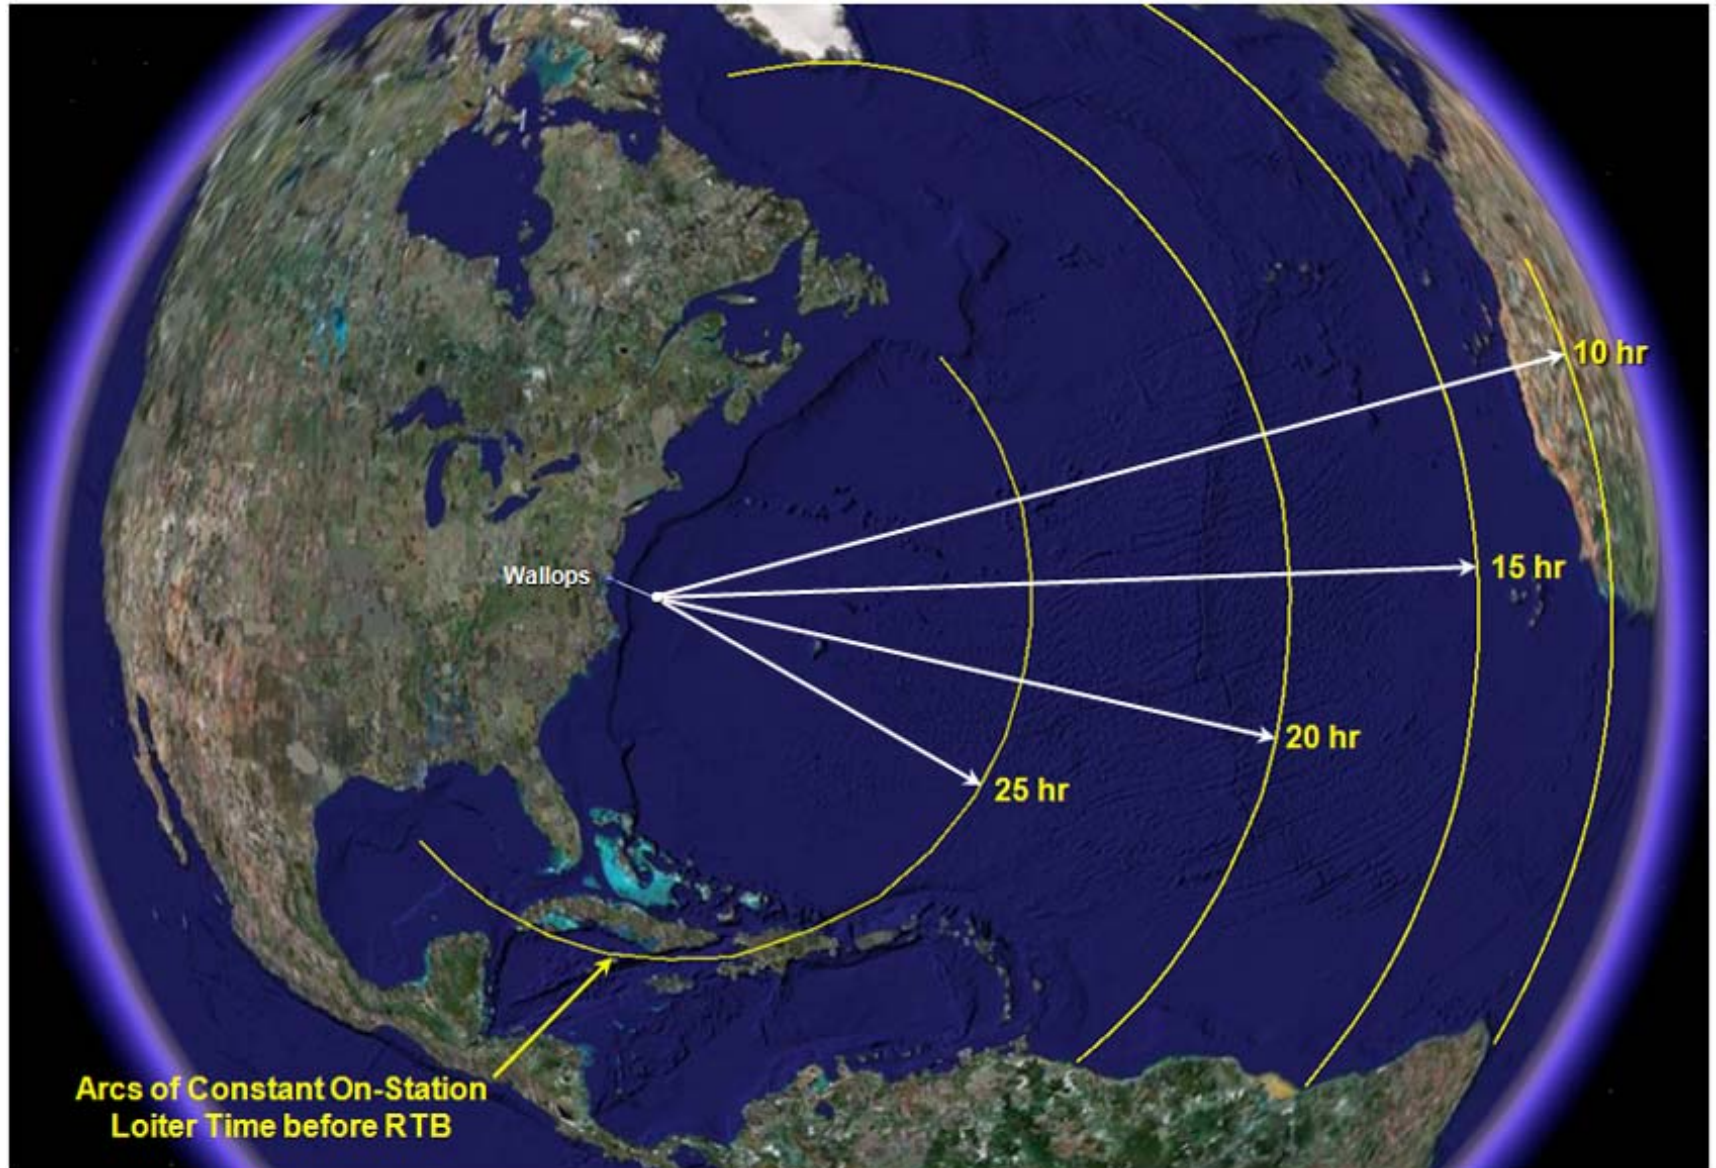 10 hr
Wallops
15 hr
20 hr
25 hr
Arcs of Constant On-Station
Loiter Time before RTB